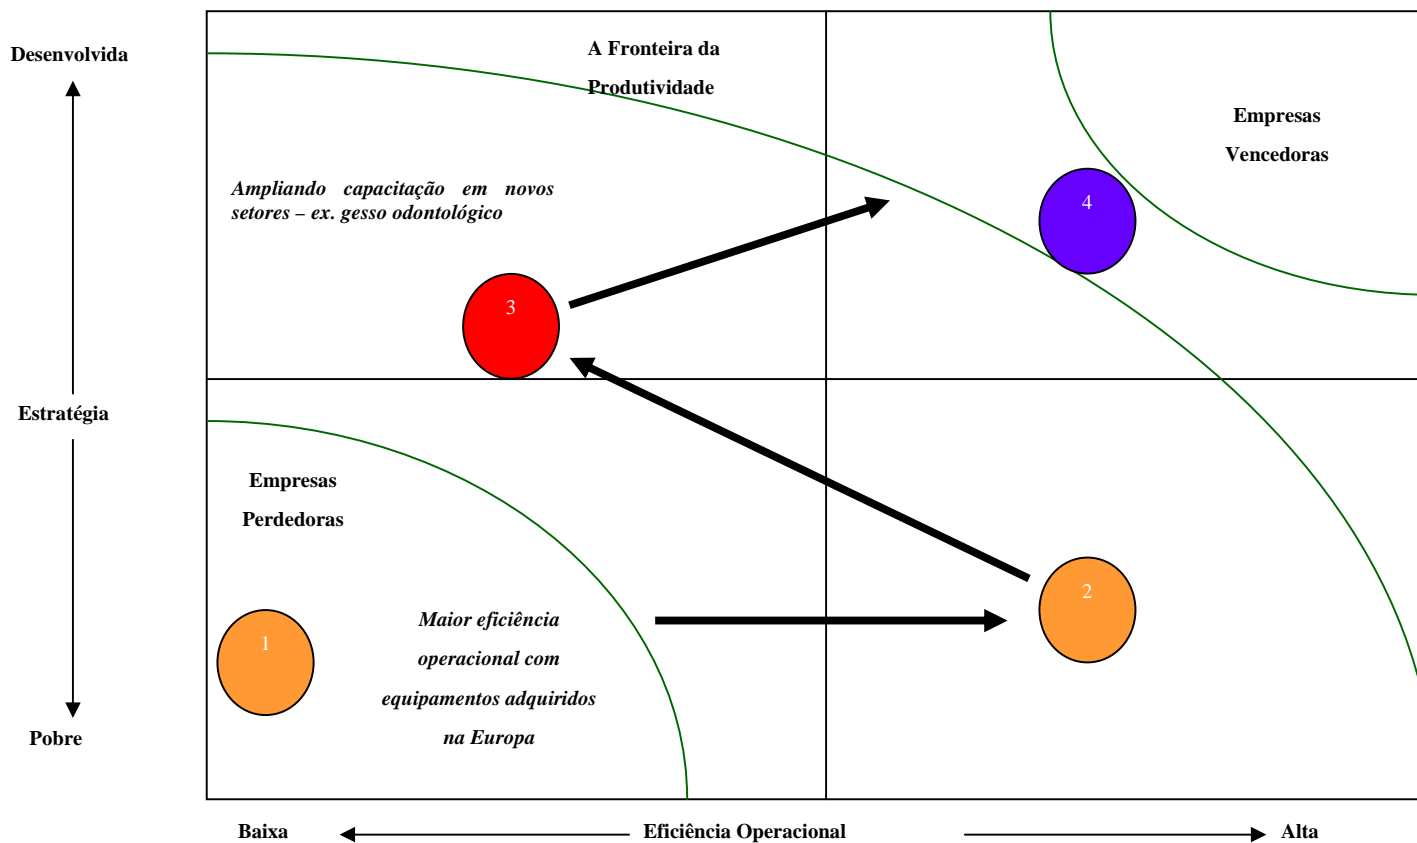 Desenvolvida
A Fronteira da
Produtividade
Empresas
Vencedoras
Ampliando capacitação em novos
setores – ex. gesso odontológico
4
3
Estratégia
Empresas
Perdedoras
2
1
Maior eficiência
operacional com
equipamentos adquiridos
na Europa
Pobre
Baixa
Eficiência Operacional
Alta